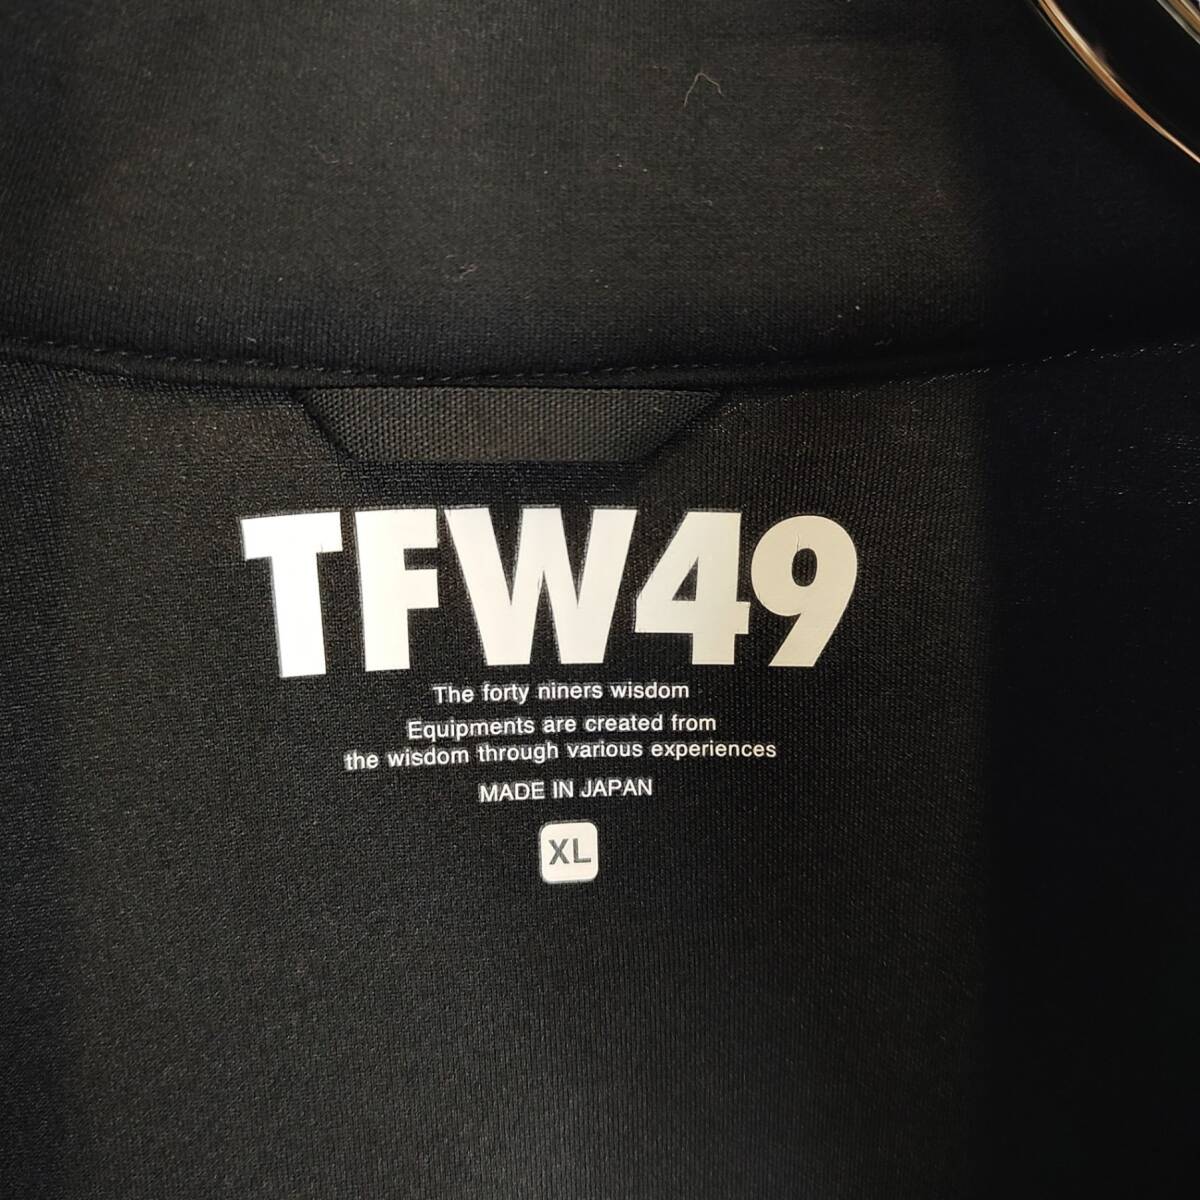 TFW49
The forty niners wisdom
Equipments are created from
the wisdom through various experiences
MADE IN JAPAN
XL